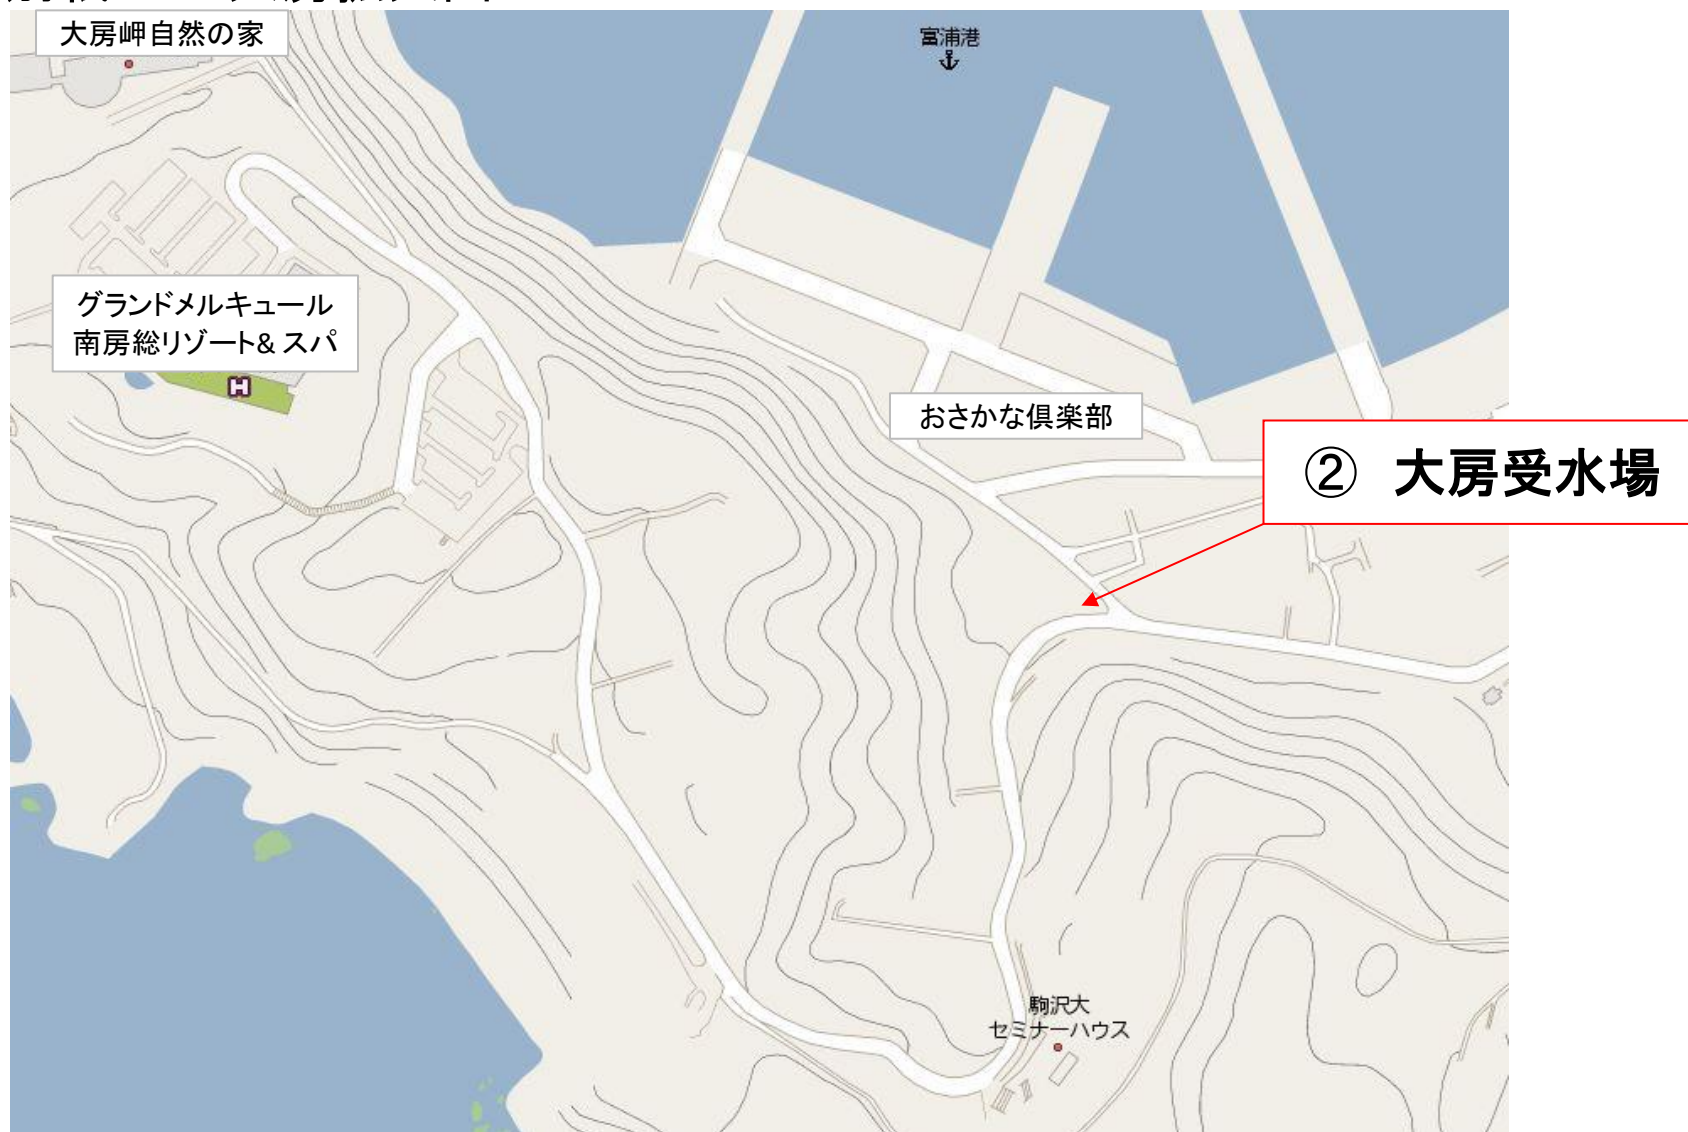 大房岬自然の家
富浦港
グランドメルキュール
南房総リゾート&スパ
おさかな倶楽部
② 大房受水場
駒沢大
セミナーハウス